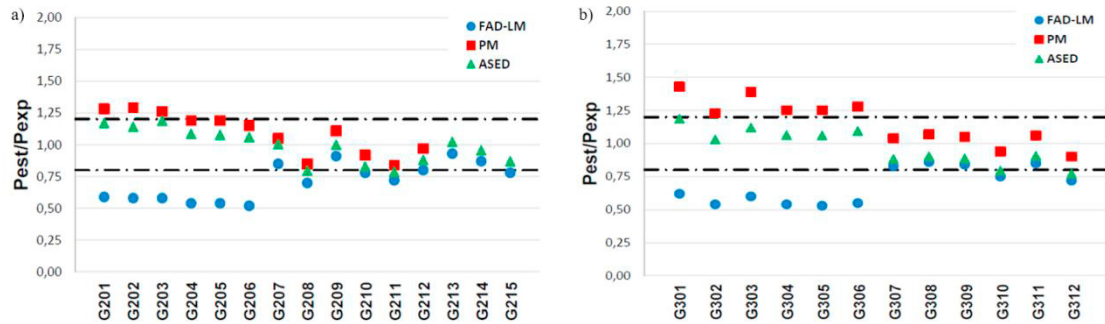 a)
Pest/Pexp
2,00
1,75
1,50
1,25
1,00
0,75
0,50
0,25
0,00
FAD-LM
PM
ASED
G201
G202
G203
G204
G205
G206
G207
G208
G209
G210
G211
G212
G213
G214
G215
b)
Pest/Pexp
2,00
1,75
1,50
1,25
1,00
0,75
0,50
0,25
0,00
FAD-LM
PM
ASED
G301
G302
G303
G304
G305
G306
G307
G308
G309
G310
G311
G312